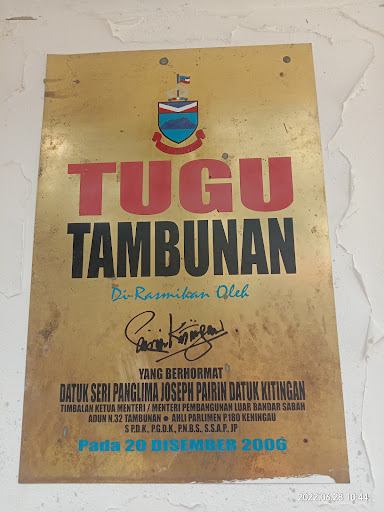 TUGU
TAMBUNAN
Di-Rasmikan Oleh
YANG BERHORMAT
DATUK SERI PANGLIMA JOSEPH PAIRIN DATUK KITINGAN
TIMBALAN KETUA MENTERI / MENTERI PEMBANGUNAN LUAR BANDAR SABAH
ADUN N.32 TAMBUNAN ● AHLI PARLIMEN P.180 KENINGAU
S.P.D.K., P.G.D.K., P.N.B.S., S.S.A.P., JP
Pada 20 DISEMBER 2006
2022.06.28 10:44